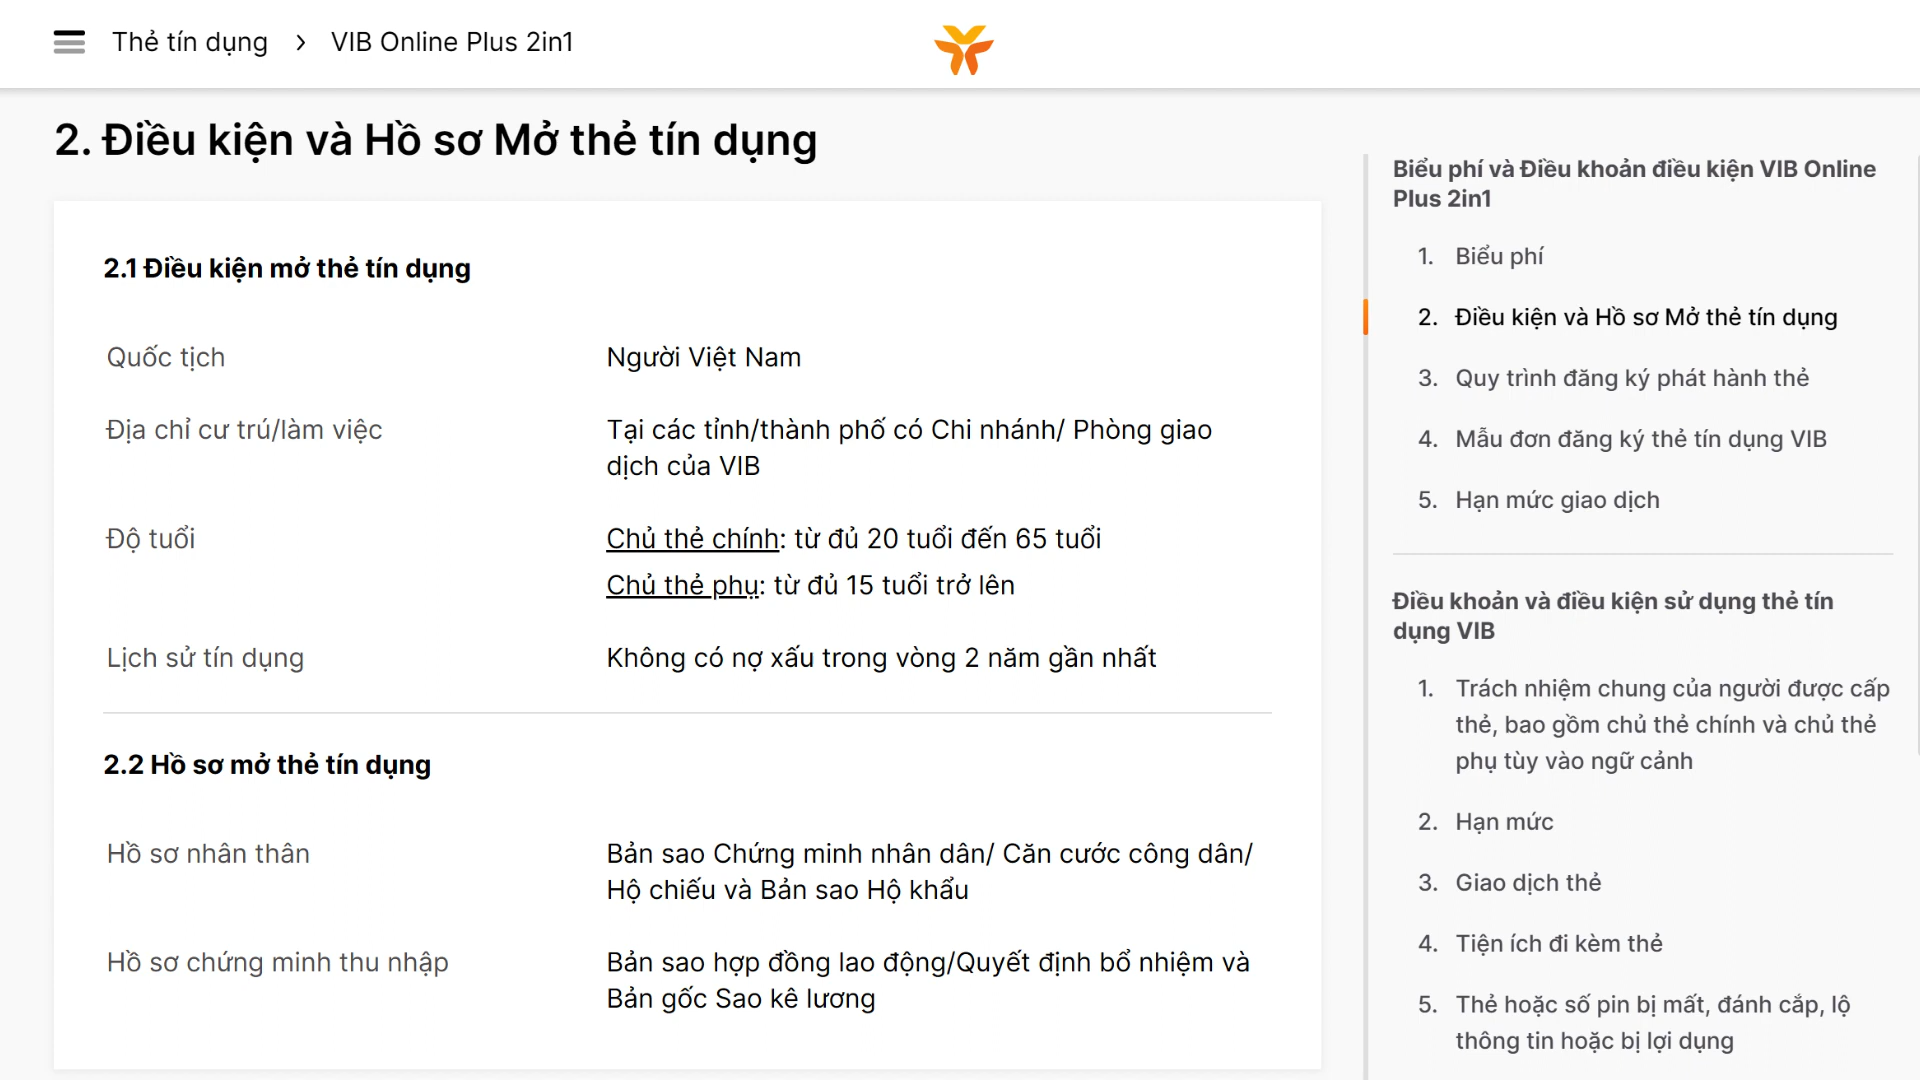 Thẻ tín dụng › VIB Online Plus 2in1
2. Điều kiện và Hồ sơ Mở thẻ tín dụng
2.1 Điều kiện mở thẻ tín dụng
Quốc tịch
Người Việt Nam
Địa chỉ cư trú/làm việc
Tại các tỉnh/thành phố có Chi nhánh/ Phòng giao
dịch của VIB
Độ tuổi
Chủ thẻ chính: từ đủ 20 tuổi đến 65 tuổi
Chủ thẻ phụ: từ đủ 15 tuổi trở lên
Lịch sử tín dụng
Không có nợ xấu trong vòng 2 năm gần nhất
2.2 Hồ sơ mở thẻ tín dụng
Hồ sơ nhân thân
Bản sao Chứng minh nhân dân/ Căn cước công dân/
Hộ chiếu và Bản sao Hộ khẩu
Hồ sơ chứng minh thu nhập
Bản sao hợp đồng lao động/Quyết định bổ nhiệm và
Bản gốc Sao kê lương
Biểu phí và Điều khoản điều kiện VIB Online
Plus 2in1
1. Biểu phí
2. Điều kiện và Hồ sơ Mở thẻ tín dụng
3. Quy trình đăng ký phát hành thẻ
4. Mẫu đơn đăng ký thẻ tín dụng VIB
5. Hạn mức giao dịch
Điều khoản và điều kiện sử dụng thẻ tín
dụng VIB
1. Trách nhiệm chung của người được cấp
thẻ, bao gồm chủ thẻ chính và chủ thẻ
phụ tùy vào ngữ cảnh
2. Hạn mức
3. Giao dịch thẻ
4. Tiện ích đi kèm thẻ
5. Thẻ hoặc số pin bị mất, đánh cắp, lộ
thông tin hoặc bị lợi dụng